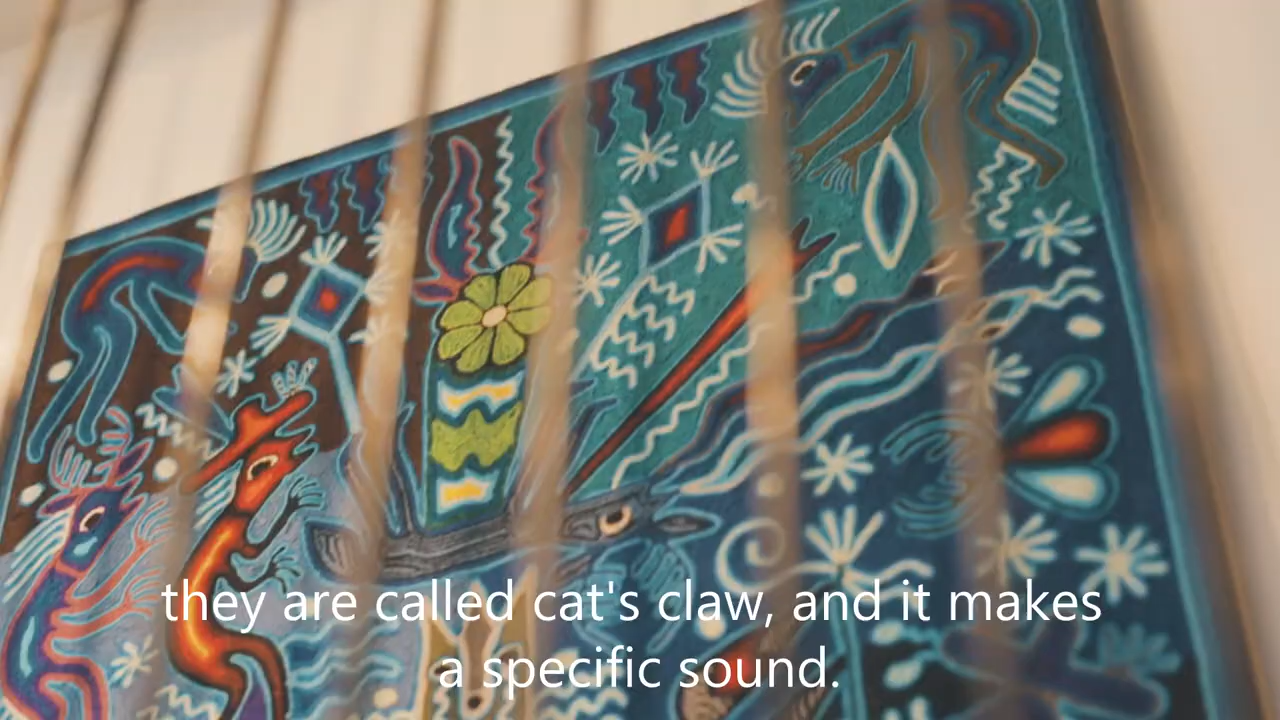 they are called cat's claw, and it makes
a specific sound.